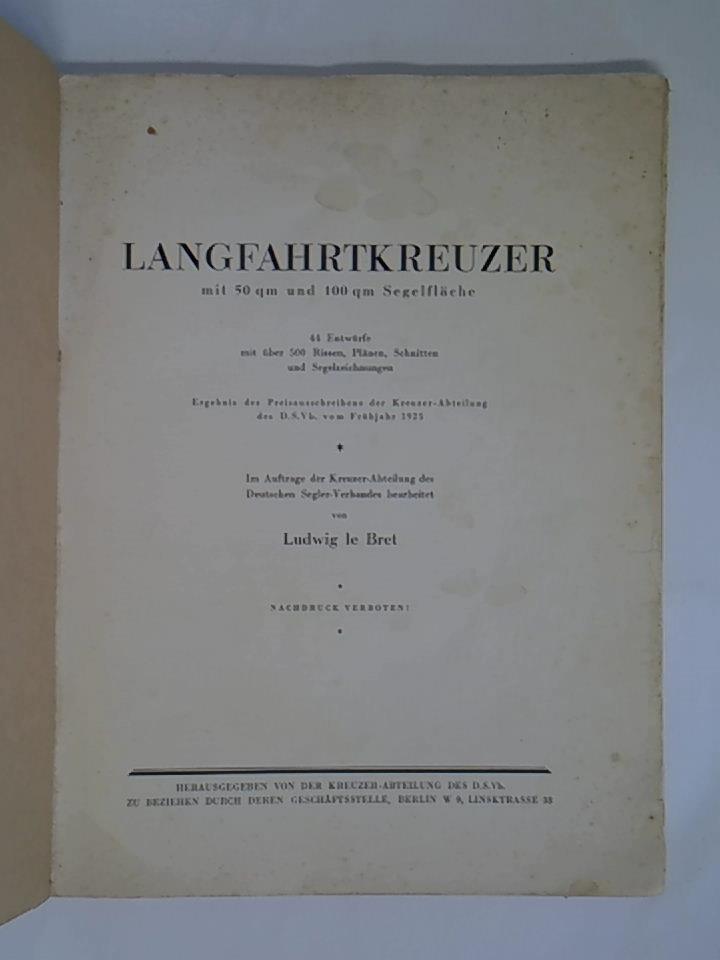 LANGFAHRTKREUZER
mit 50 qm und 100 qm Segelfläche
44 Entwürfe
mit über 500 Rissen, Plänen, Schnitten
und Segelzeichnungen
Ergebnis des Preisausschreibens der Kreuzer-Abteilung
des D.S.Vb. vom Frühjahr 1925
*
Im Auftrage der Kreuzer-Abteilung des
Deutschen Segler-Verbandes bearbeitet
von
Ludwig le Bret
*
NACHDRUCK VERBOTEN!
*
HERAUSGEGEBEN VON DER KREUZER-ABTEILUNG DES D.S.Vb.
ZU BEZIEHEN DURCH DEREN GESCHÄFTSSTELLE, BERLIN W 9, LINKSTRASSE 38